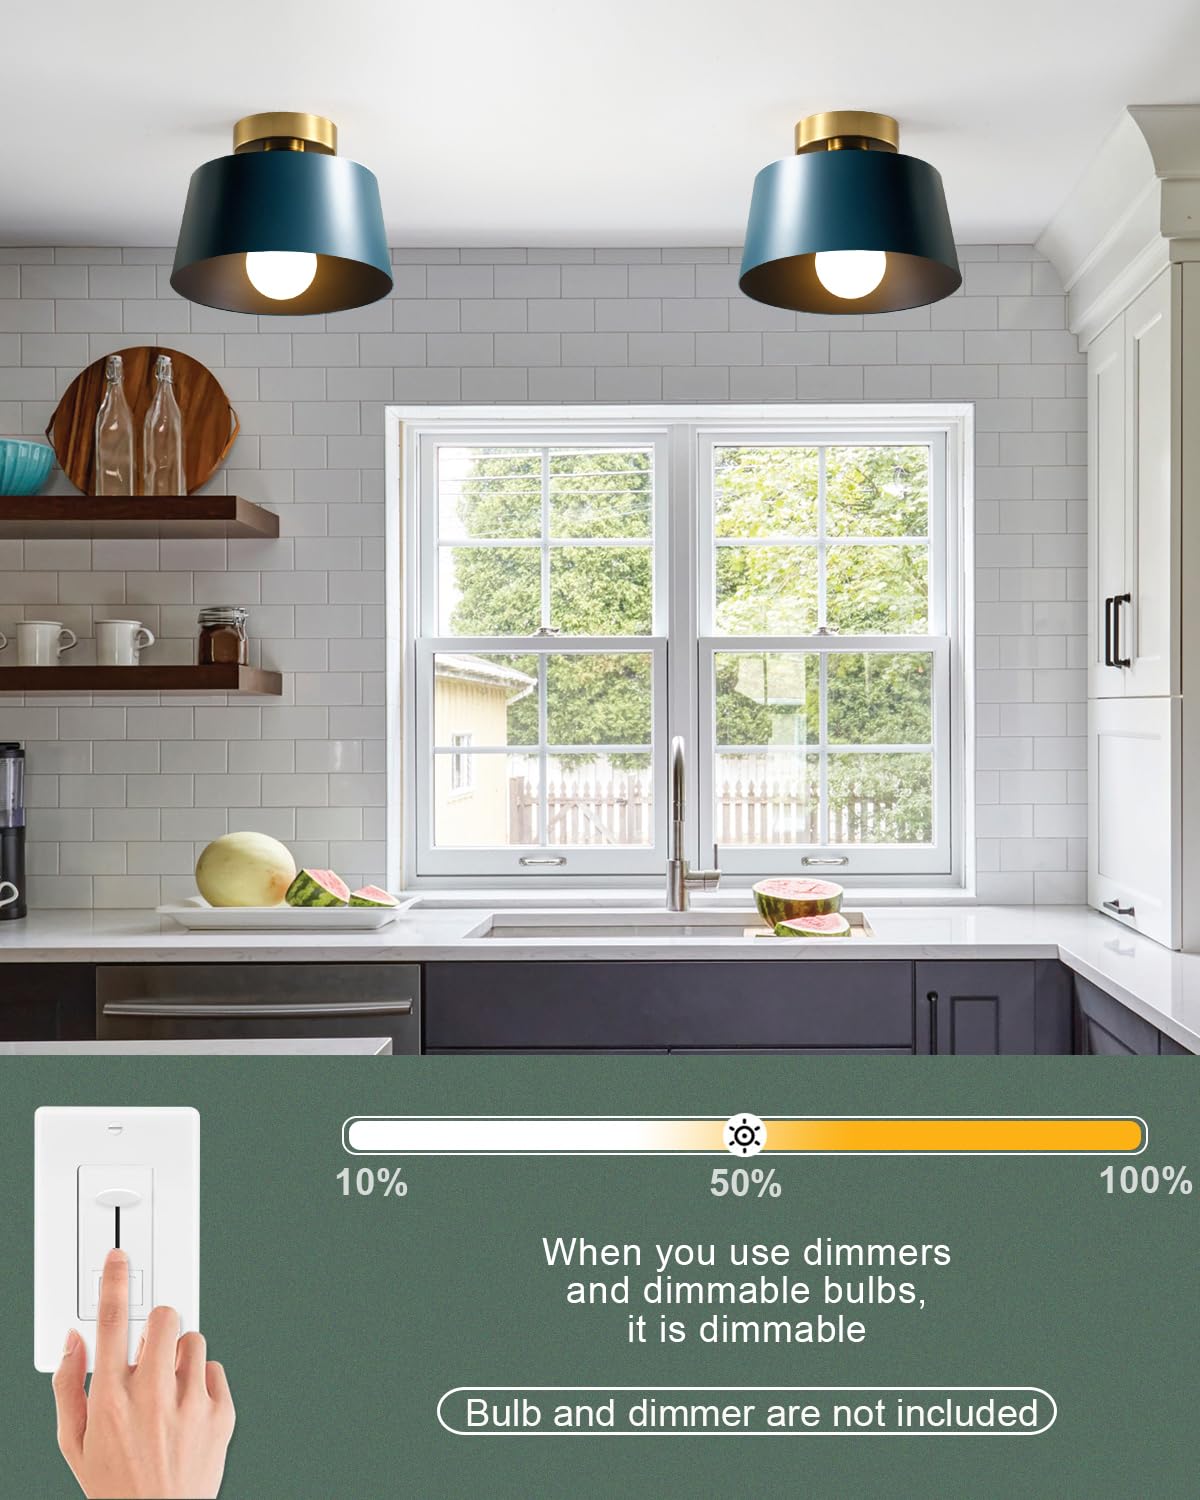 10%
50%
100%
When you use dimmers
and dimmable bulbs,
it is dimmable
Bulb and dimmer are not included